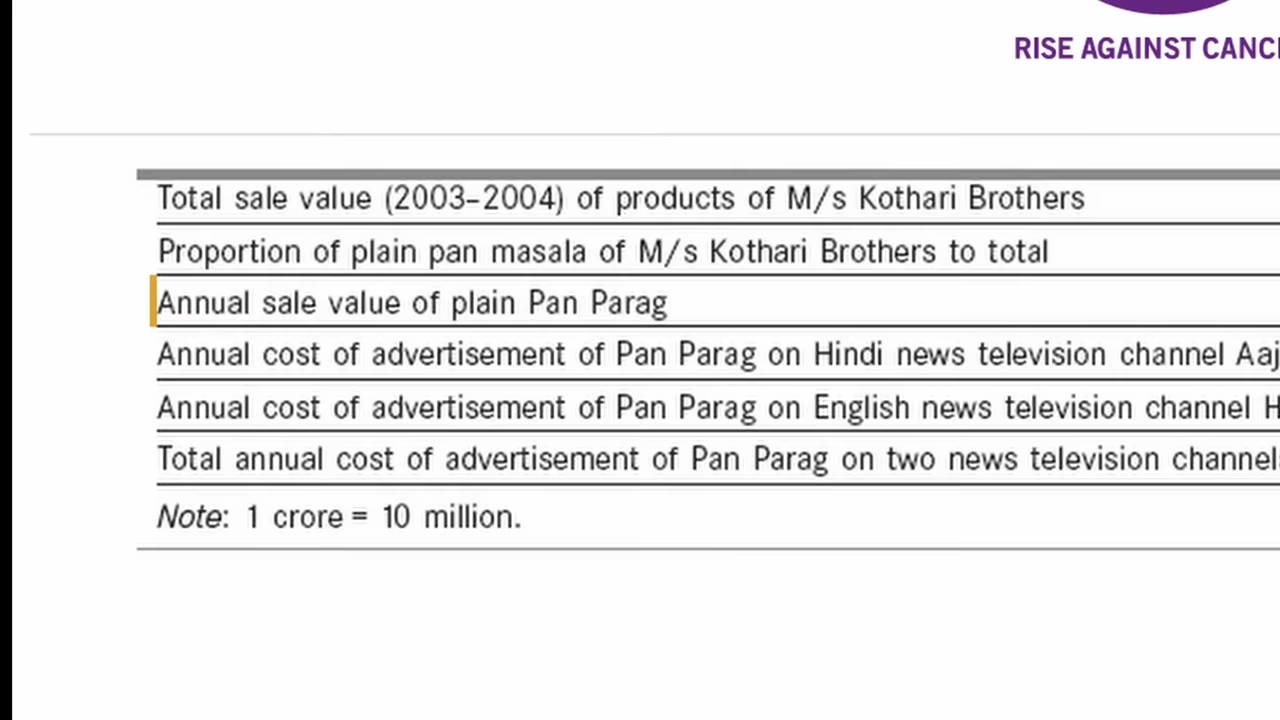 RISE AGAINST
Total sale value (2003–2004) of products of M/s Kothari Brothers
Proportion of plain pan masala of M/s Kothari Brothers to total
Annual sale value of plain Pan Parag
Annual cost of advertisement of Pan Parag on Hindi news television channel
Annual cost of advertisement of Pan Parag on English news television channel
Total annual cost of advertisement of Pan Parag on two news television
Note: 1 crore = 10 million.